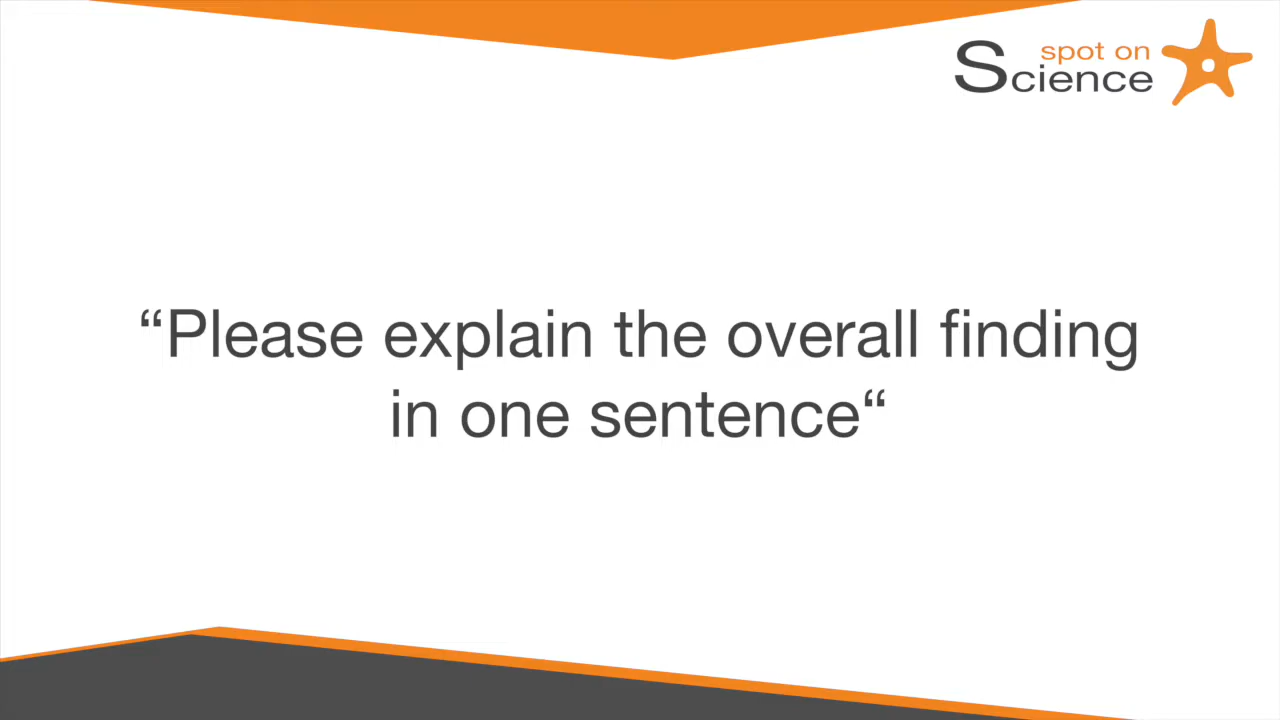 spot on
Science
“Please explain the overall finding
in one sentence“